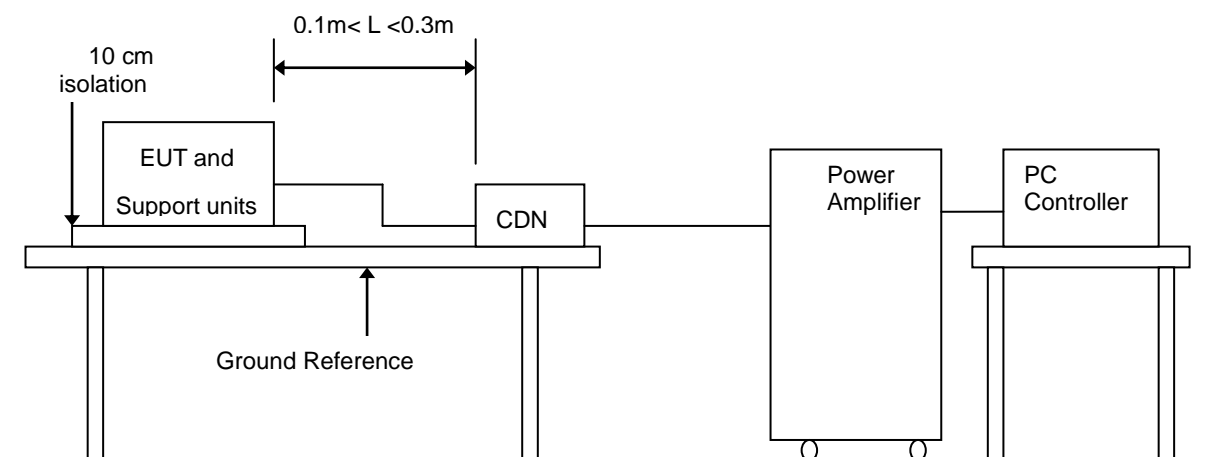 0.1m< L <0.3m
10 cm
isolation
EUT and
Support units
CDN
Power
Amplifier
PC
Controller
Ground Reference